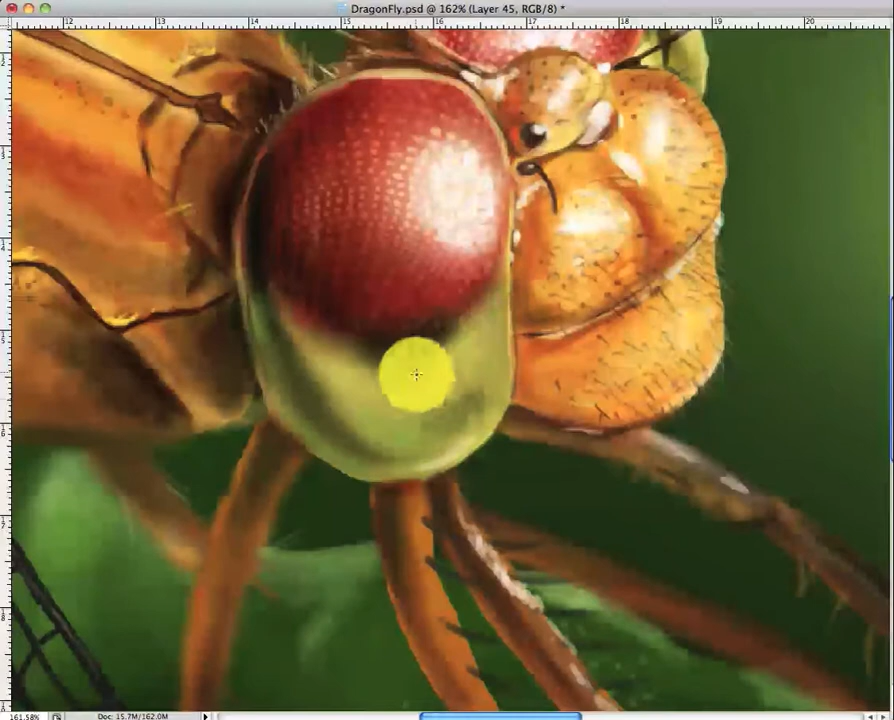 DragonFly.psd @ 162% (Layer 45, RGB/8) *
12 13 14 15 16 17 18 19 20
161.58% Doc: 15.7M/162.0M